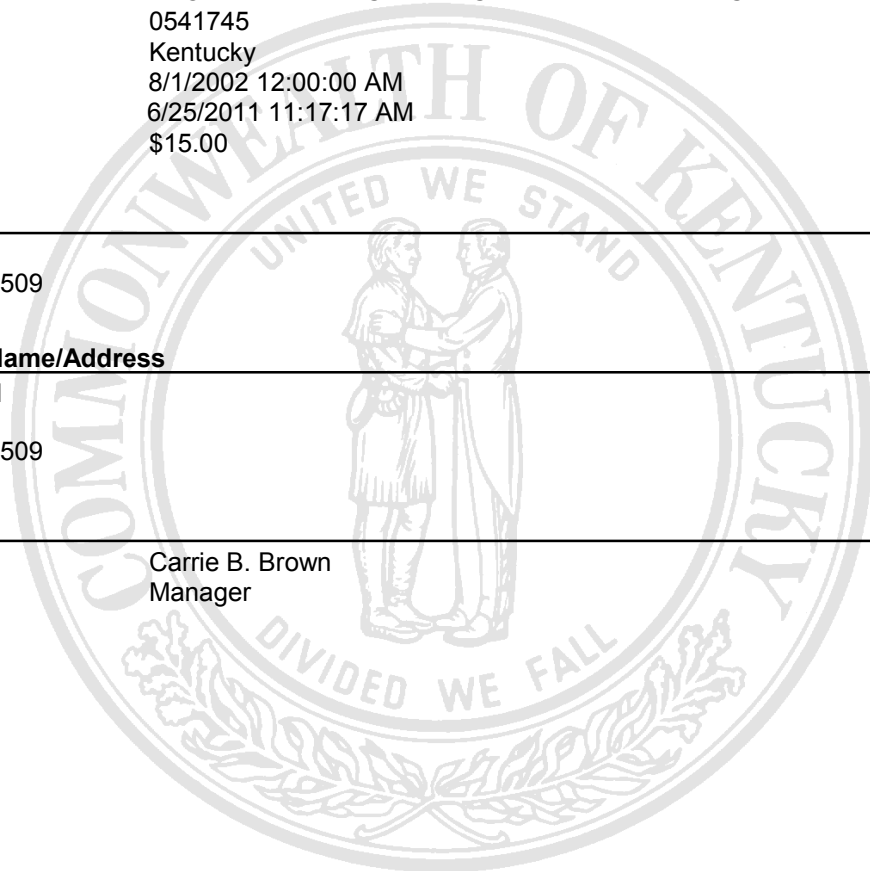 0541745
Kentucky
8/1/2002 12:00:00 AM
6/25/2011 11:17:17 AM
$15.00
COMMONWEALTH OF KENTUCKY
UNITED WE STAND
509
Name/Address
509
Carrie B. Brown
Manager
DIVIDED WE FALL